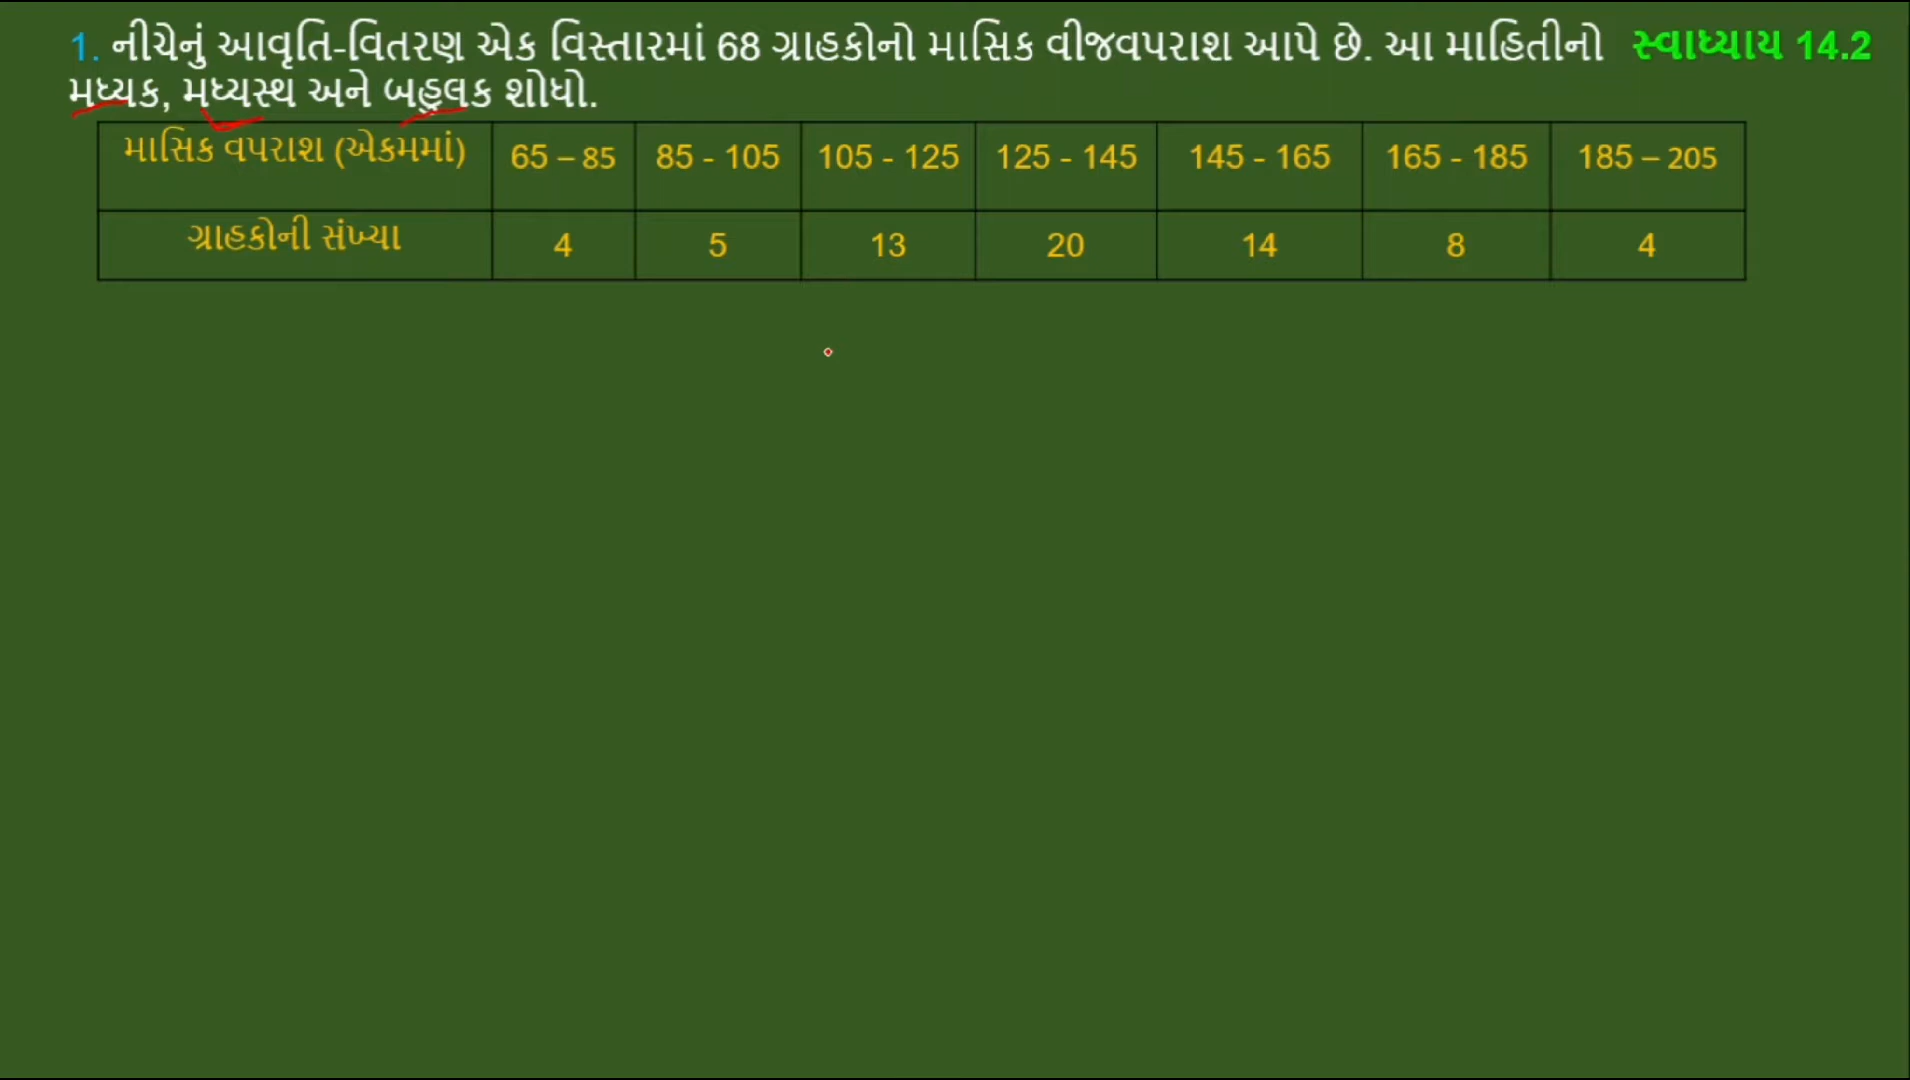 1. નીચેનું આવૃતિ-વિતરણ એક વિસ્તારમાં 68 ગ્રાહકોનો માસિક વીજવપરાશ આપે છે. આ માહિતીનો સ્વાધ્યાય 14.2
મધ્યક, મધ્યસ્થ અને બહુલક શોધો.
માસિક વપરાશ (એકમમાં) 65 – 85 85 - 105 105 - 125 125 - 145 145 - 165 165 - 185 185 – 205
ગ્રાહકોની સંખ્યા 4 5 13 20 14 8 4